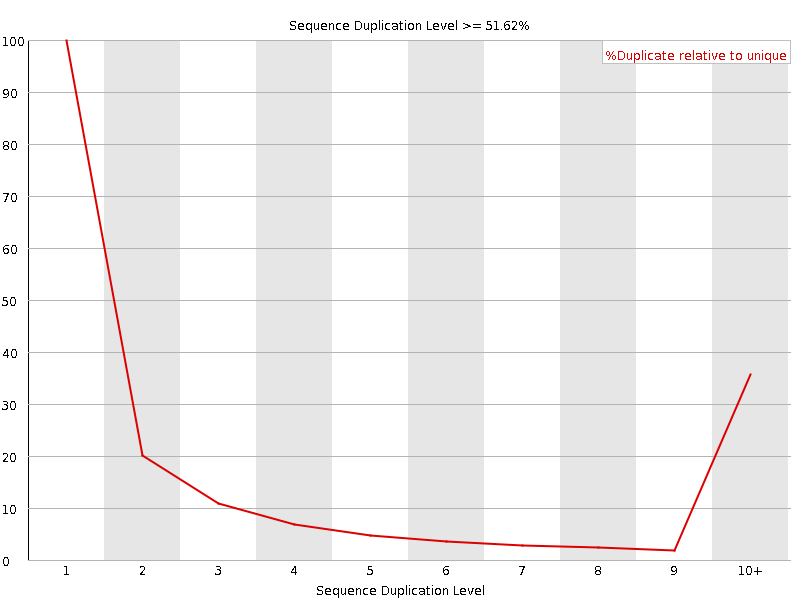 Sequence Duplication Level >= 51.62%
%Duplicate relative to unique
100
90
80
70
60
50
40
30
20
10
0
1 2 3 4 5 6 7 8 9 10+
Sequence Duplication Level